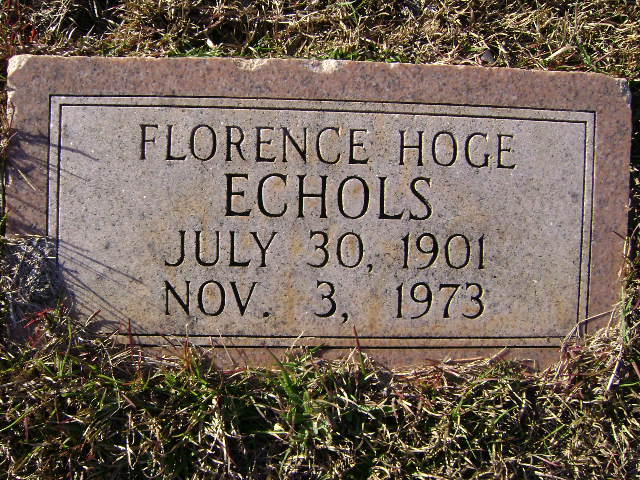 FLORENCE HOGE
ECHOLS
JULY 30, 1901
NOV. 3, 1973